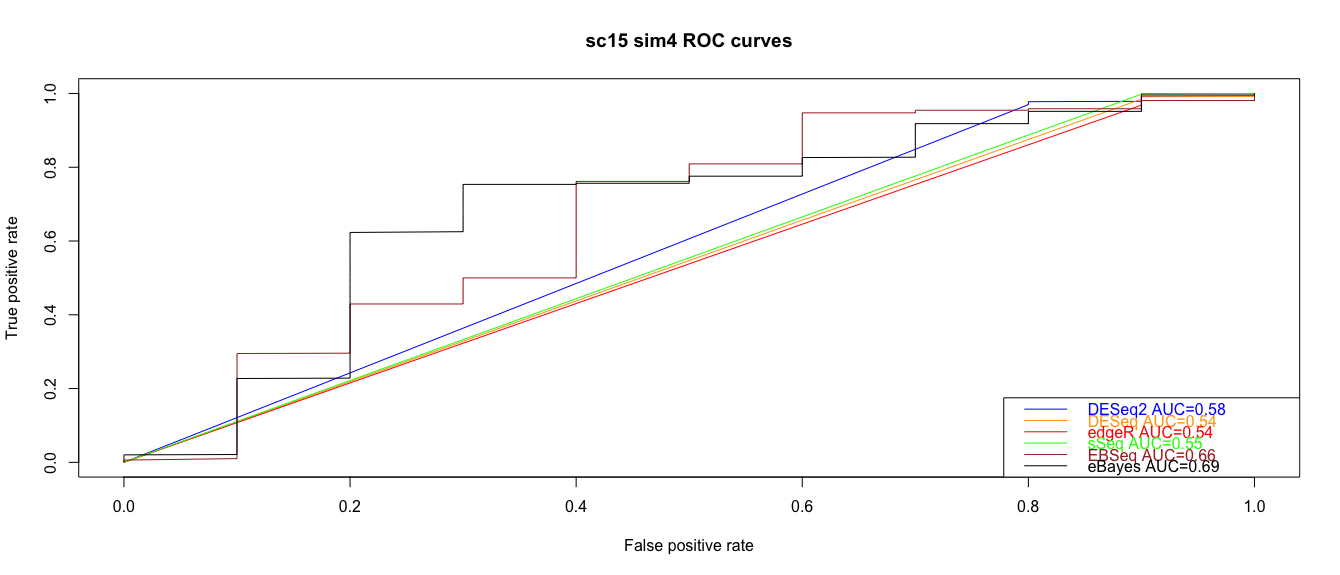 sc15 sim4 ROC curves
True positive rate
1.0
0.8
0.6
0.4
0.2
0.0
DESeq2 AUC=0.58
DESeq AUC=0.54
edgeR AUC=0.54
sSeq AUC=0.55
EBSeq AUC=0.66
eBayes AUC=0.69
0.0 0.2 0.4 0.6 0.8 1.0
False positive rate